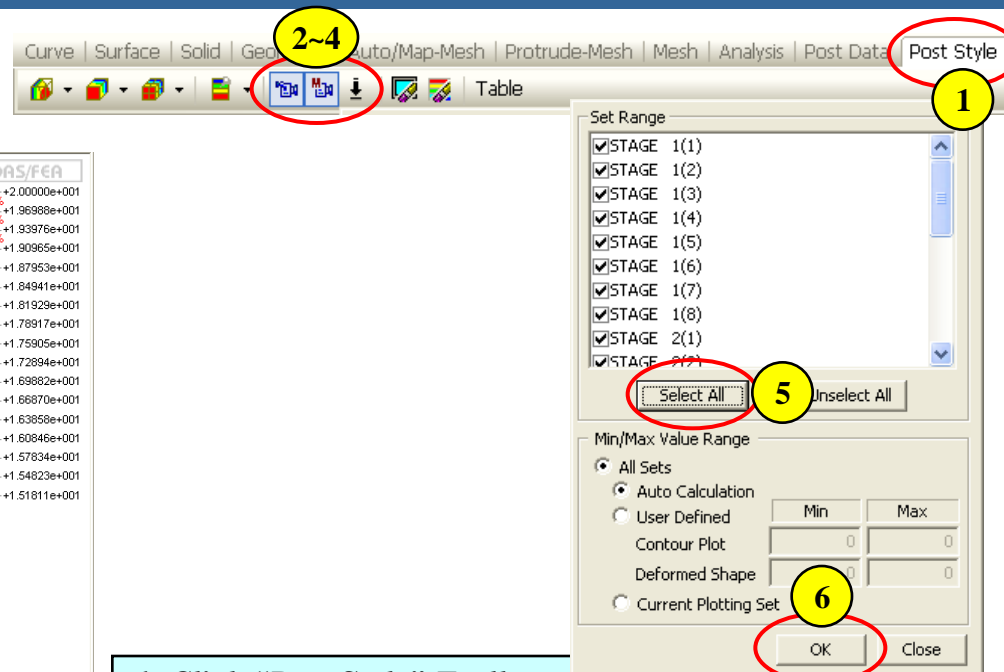 2~4
Curve | Surface | Solid | Auto/Map-Mesh | Protrude-Mesh | Mesh | Analysis | Post Data | Post Style
Table
1
DAS/FEA
+2.00000e+001
+1.96988e+001
+1.93976e+001
+1.90965e+001
+1.87953e+001
+1.84941e+001
+1.81929e+001
+1.78917e+001
+1.75905e+001
+1.72894e+001
+1.69882e+001
+1.66870e+001
+1.63858e+001
+1.60846e+001
+1.57834e+001
+1.54823e+001
+1.51811e+001
Set Range
STAGE 1(1)
STAGE 1(2)
STAGE 1(3)
STAGE 1(4)
STAGE 1(5)
STAGE 1(6)
STAGE 1(7)
STAGE 1(8)
STAGE 2(1)
STAGE 2(2)
Select All 5 Unselect All
Min/Max Value Range
All Sets
Auto Calculation
User Defined Min Max
Contour Plot 0 0
Deformed Shape 0 0
Current Plotting Set 6
OK Close